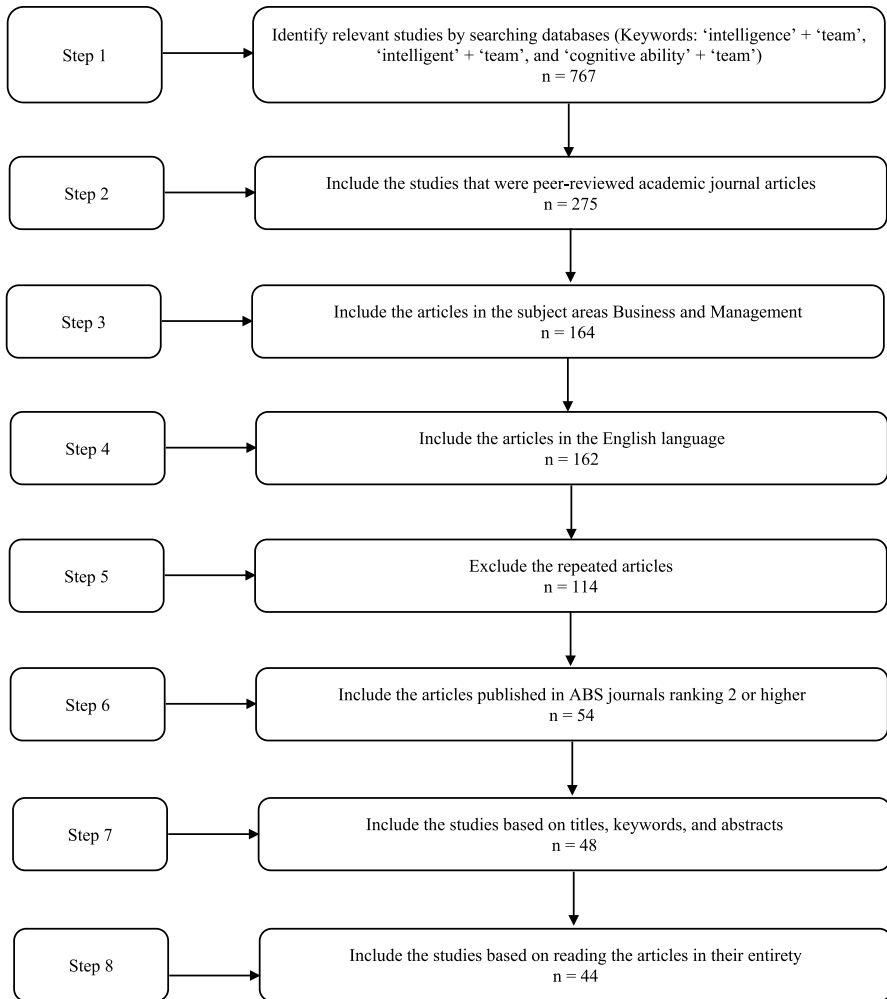 Step 1
Identify relevant studies by searching databases (Keywords: ‘intelligence’ + ‘team’,
‘intelligent’ + ‘team’, and ‘cognitive ability’ + ‘team’)
n = 767
Step 2
Include the studies that were peer-reviewed academic journal articles
n = 275
Step 3
Include the articles in the subject areas Business and Management
n = 164
Step 4
Include the articles in the English language
n = 162
Step 5
Exclude the repeated articles
n = 114
Step 6
Include the articles published in ABS journals ranking 2 or higher
n = 54
Step 7
Include the studies based on titles, keywords, and abstracts
n = 48
Step 8
Include the studies based on reading the articles in their entirety
n = 44